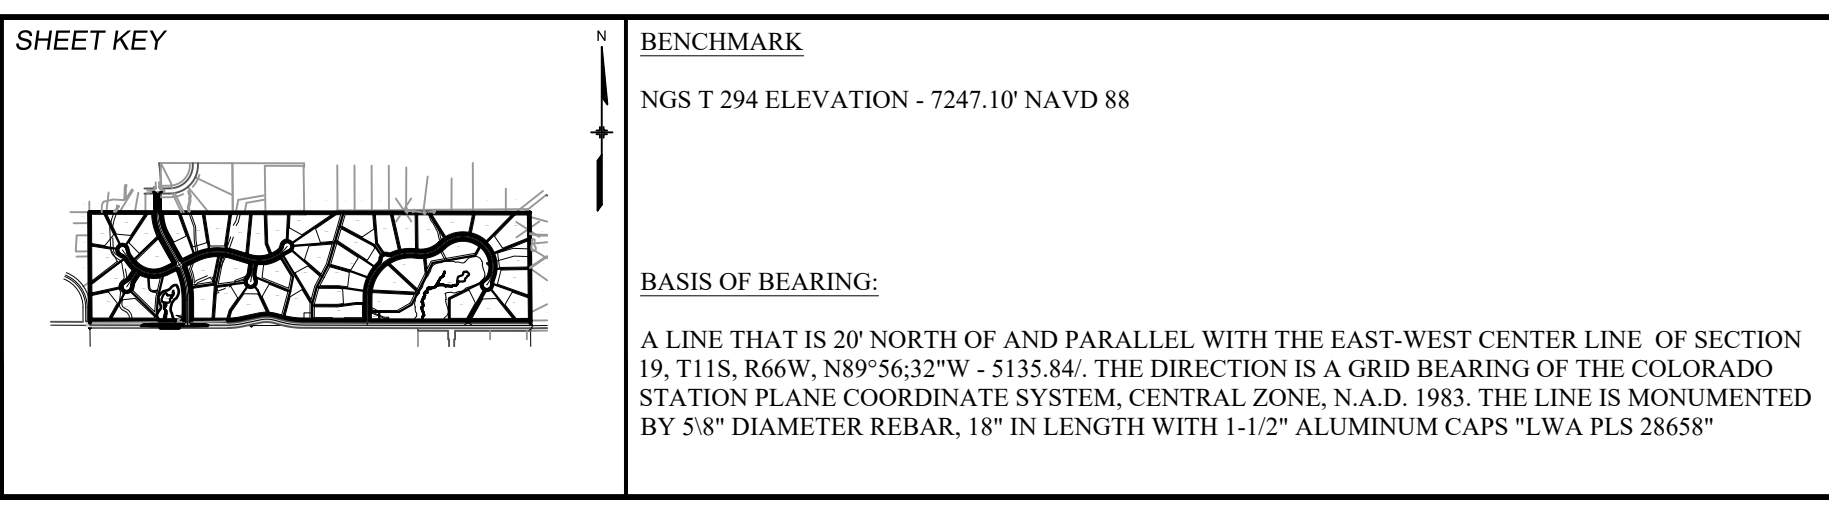 SHEET KEY
N
BENCHMARK
NGS T 294 ELEVATION - 7247.10' NAVD 88
BASIS OF BEARING:
A LINE THAT IS 20' NORTH OF AND PARALLEL WITH THE EAST-WEST CENTER LINE OF SECTION
19, T11S, R66W, N89°56;32"W - 5135.84/. THE DIRECTION IS A GRID BEARING OF THE COLORADO
STATION PLANE COORDINATE SYSTEM, CENTRAL ZONE, N.A.D. 1983. THE LINE IS MONUMENTED
BY 5\8" DIAMETER REBAR, 18" IN LENGTH WITH 1-1/2" ALUMINUM CAPS "LWA PLS 28658"